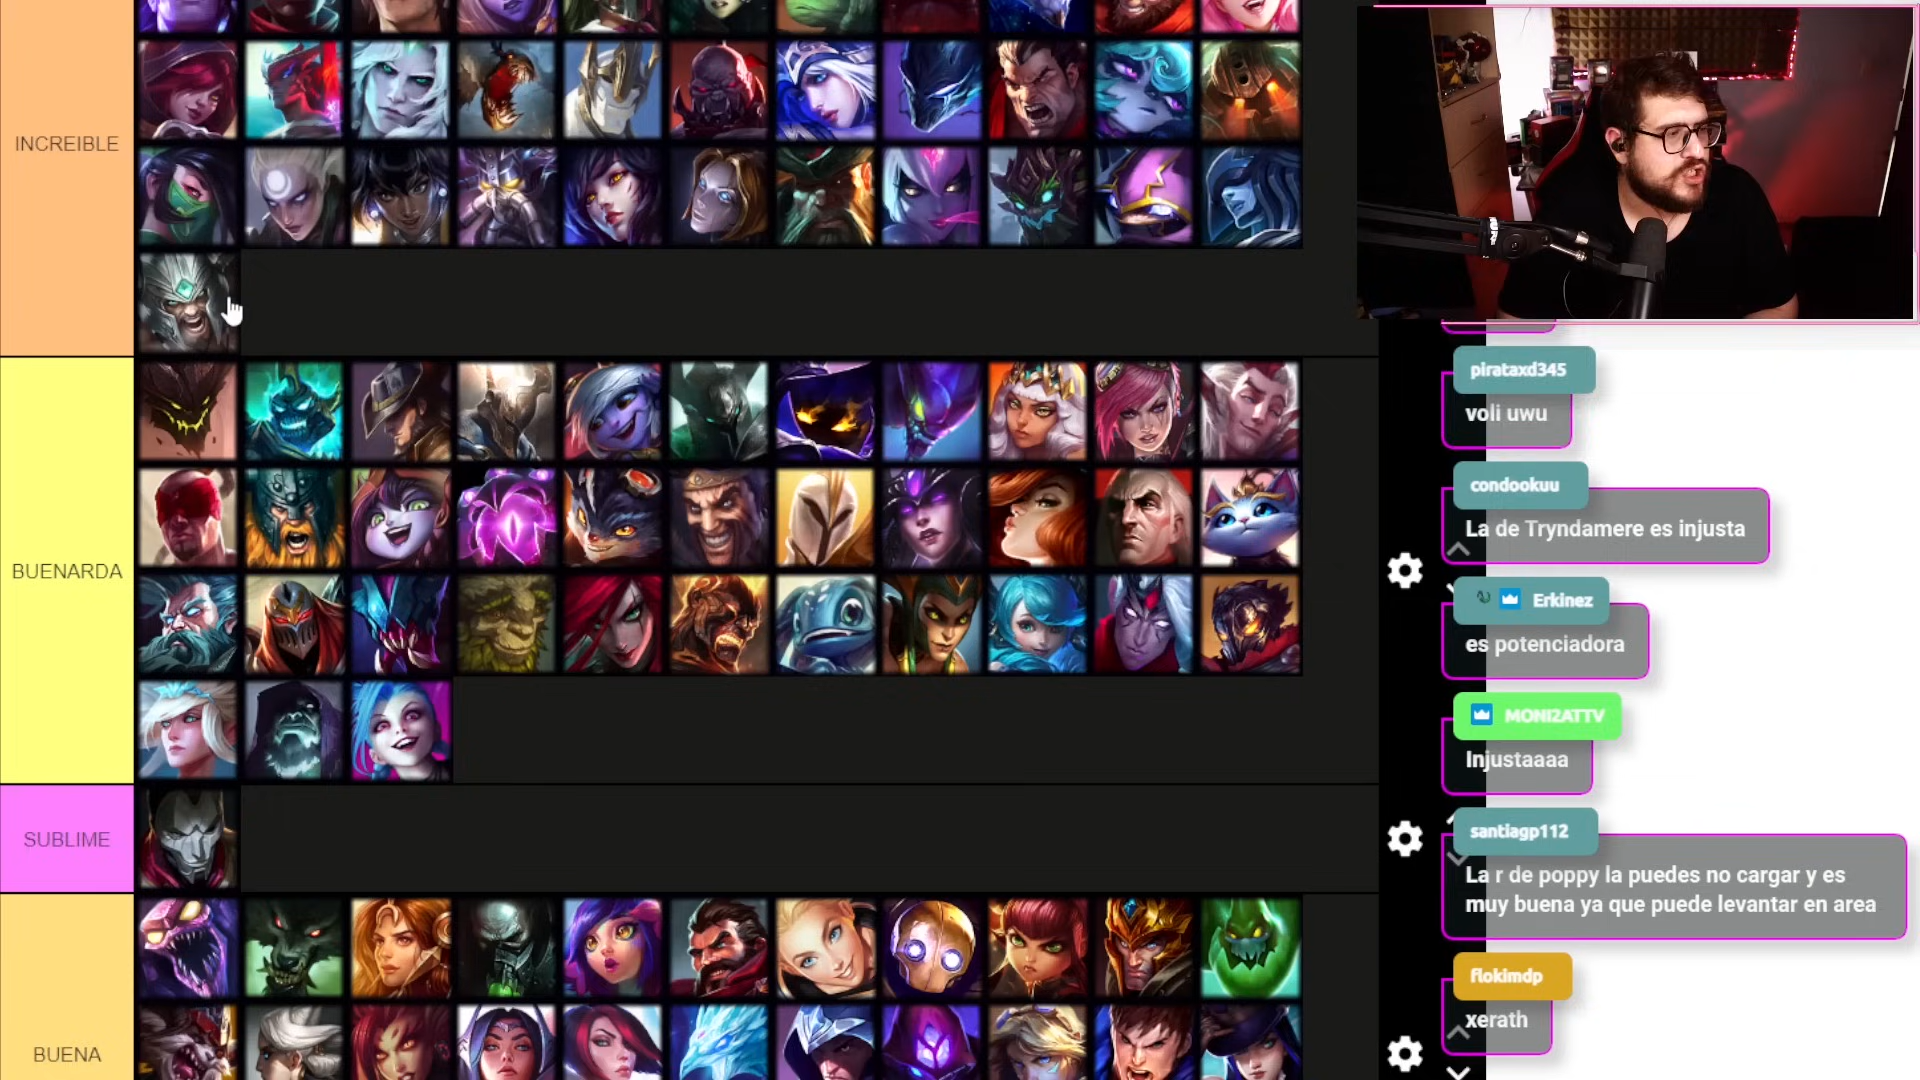 INCREIBLE
BUENARDA
SUBLIME
BUENA
pirataxd345
voli uwu
condookuu
La de Tryndamere es injusta
Erkinez
es potenciadora
MONIZATTV
Injustaaaa
santiagp112
La r de poppy la puedes no cargar y es
muy buena ya que puede levantar en area
flokimdp
xerath